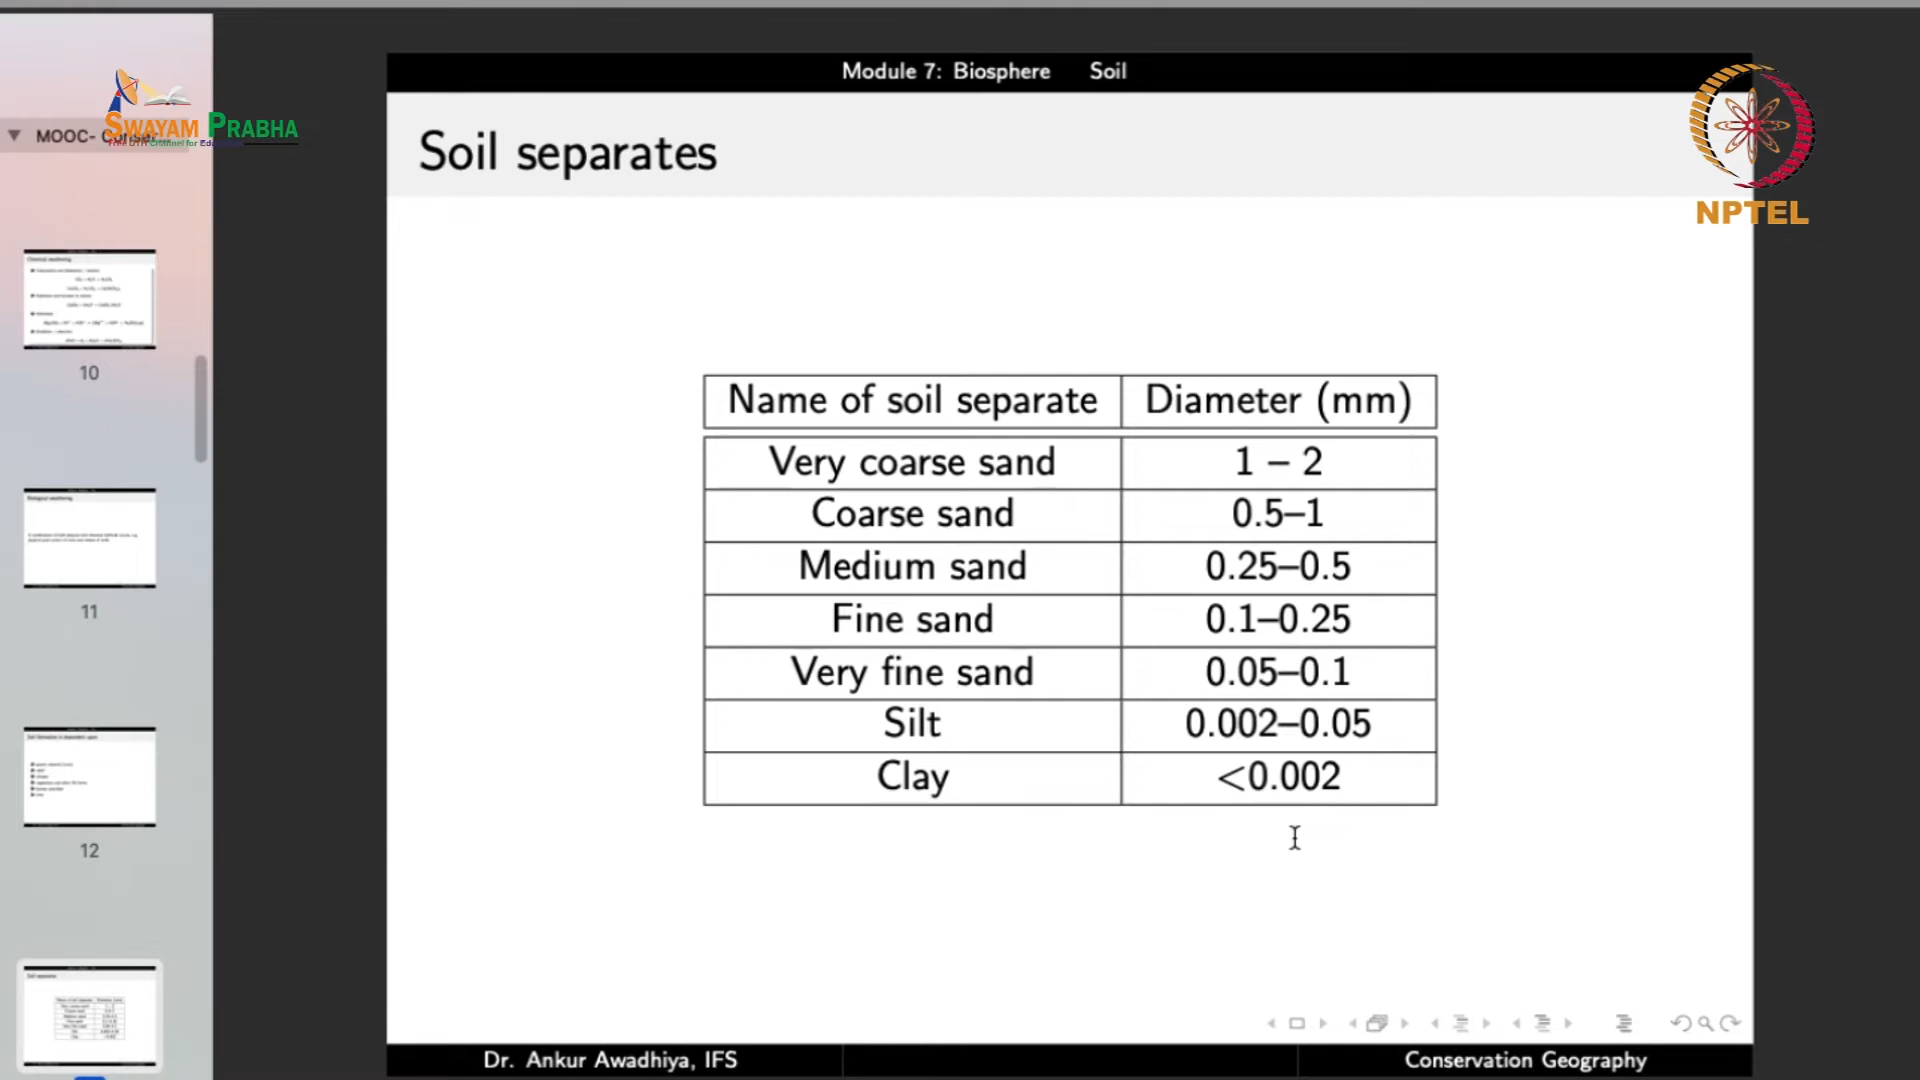 Module 7: Biosphere Soil
SWAYAM PRABHA
MOOC-
NPTEL
Soil separates
Name of soil separate Diameter (mm)
Very coarse sand 1 – 2
Coarse sand 0.5–1
Medium sand 0.25–0.5
Fine sand 0.1–0.25
Very fine sand 0.05–0.1
Silt 0.002–0.05
Clay <0.002
10
11
12
Dr. Ankur Awadhiya, IFS Conservation Geography